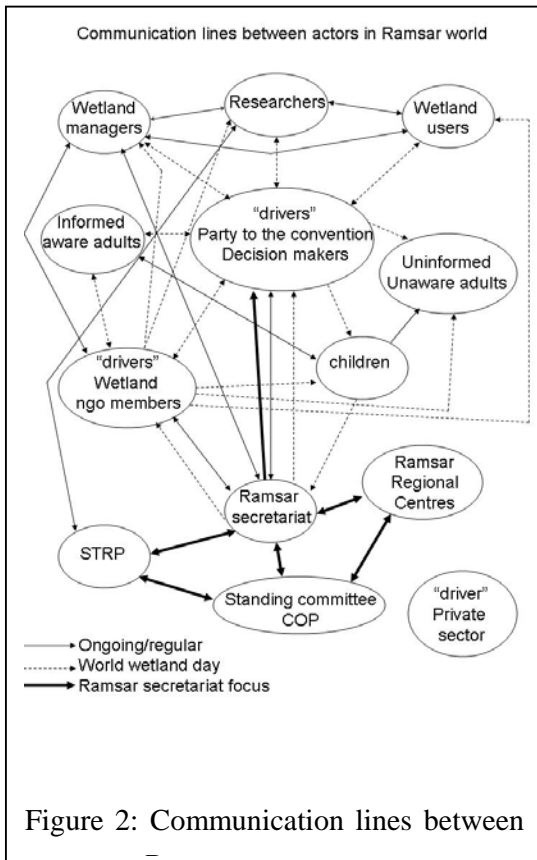 Communication lines between actors in Ramsar world
Wetland
managers
Researchers
Wetland
users
Informed
aware adults
"drivers"
Party to the convention
Decision makers
Uninformed
Unaware adults
"drivers"
Wetland
ngo members
children
Ramsar
secretariat
Ramsar
Regional
Centres
STRP
Standing committee
COP
"driver"
Private
sector
Ongoing/regular
World wetland day
Ramsar secretariat focus
Figure 2: Communication lines between